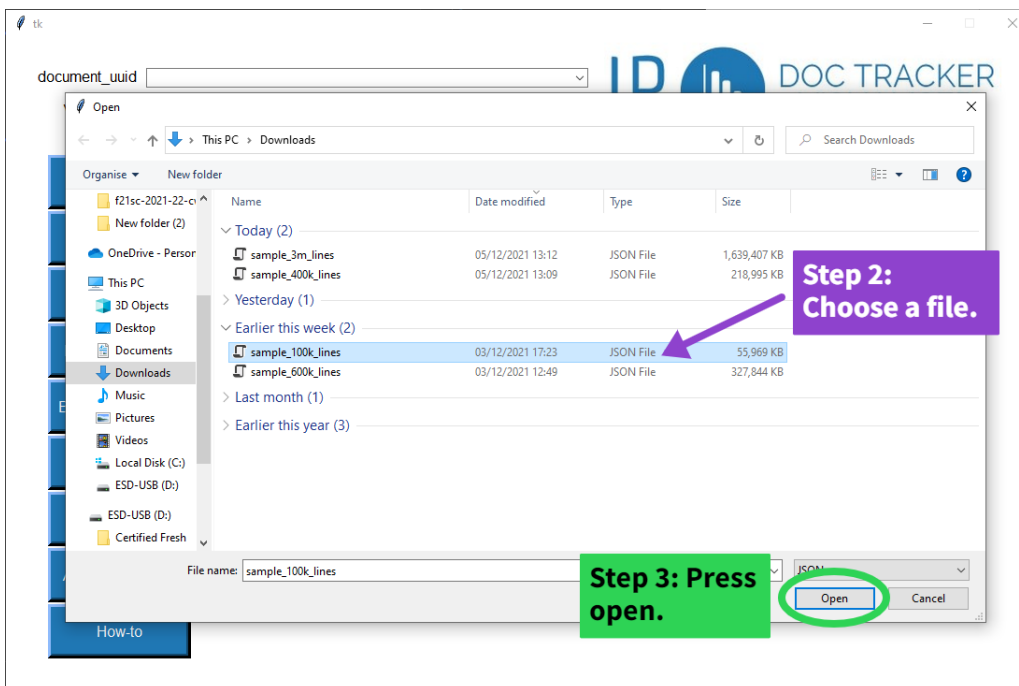 tk
document_uuid
ID DOC TRACKER
Open
This PC > Downloads
Search Downloads
Organise New folder
f21sc-2021-22-c
New folder (2)
OneDrive - Person
This PC
3D Objects
Desktop
Documents
Downloads
Music
Pictures
Videos
Local Disk (C:)
ESD-USB (D:)
ESD-USB (D:)
Certified Fresh
Name Date modified Type Size
Today (2)
sample_3m_lines 05/12/2021 13:12 JSON File 1,639,407 KB
sample_400k_lines 05/12/2021 13:09 JSON File 218,995 KB
Yesterday (1)
Earlier this week (2)
sample_100k_lines 03/12/2021 17:23 JSON File 55,969 KB
sample_600k_lines 03/12/2021 12:49 JSON File 327,844 KB
Last month (1)
Earlier this year (3)
Step 2:
Choose a file.
File name: sample_100k_lines
JSON
Step 3: Press
open.
Open Cancel
How-to